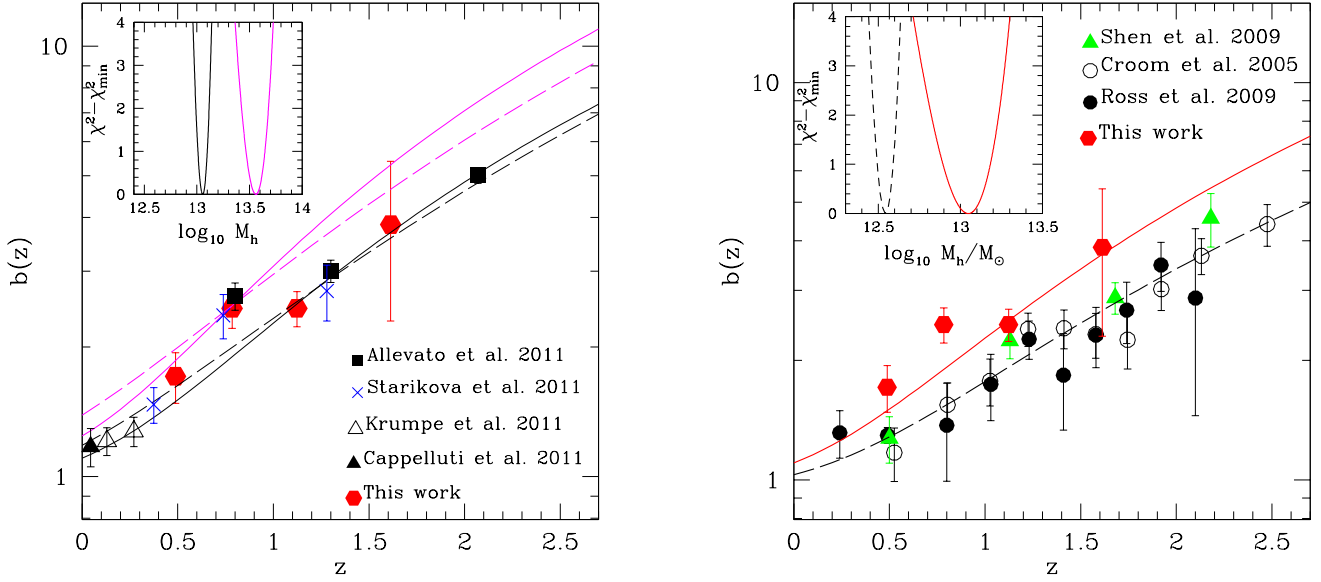 10
1
b(z)
0
0.5
1
1.5
2
2.5
z
4
3
2
1
0
χ²−χ²min
12.5
13
13.5
14
log₁₀ Mₕ
Allevato et al. 2011
Starikova et al. 2011
Krumpe et al. 2011
Cappelluti et al. 2011
This work
10
1
b(z)
0
0.5
1
1.5
2
2.5
z
4
3
2
1
0
χ²−χ²min
12.5
13
13.5
log₁₀ Mₕ/M⊙
Shen et al. 2009
Croom et al. 2005
Ross et al. 2009
This work